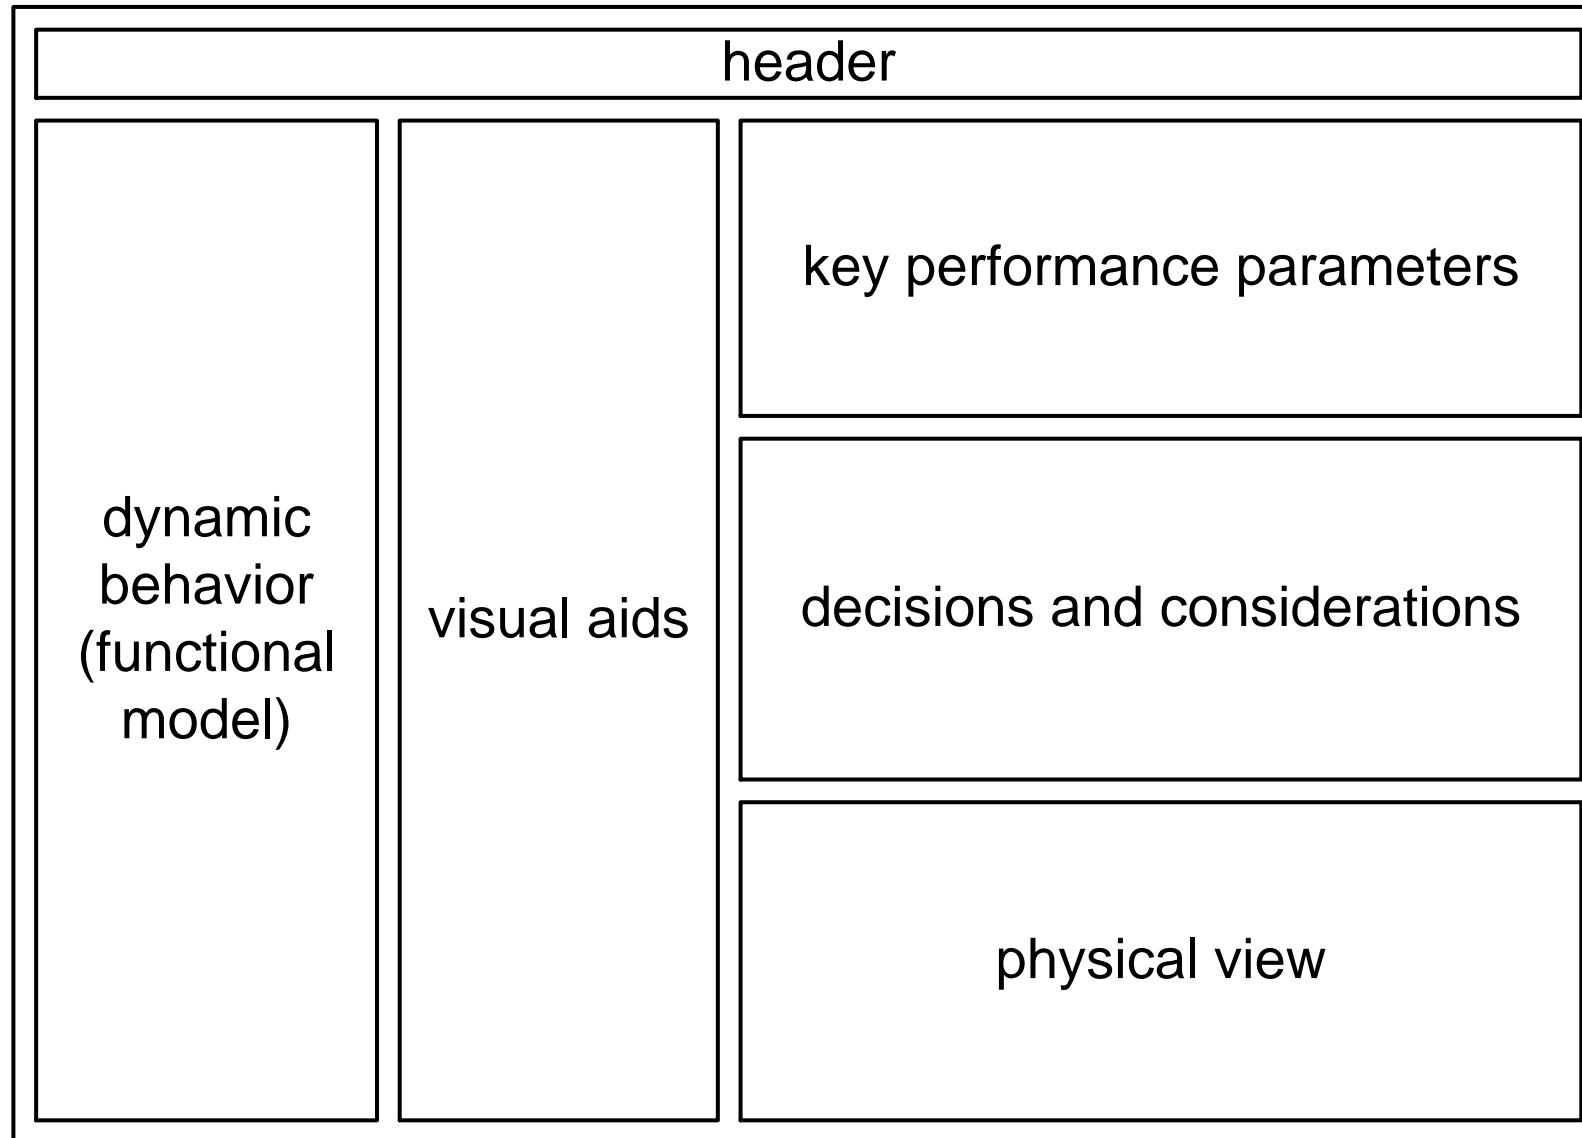 header
dynamic
behavior
(functional
model)
visual aids
key performance parameters
decisions and considerations
physical view